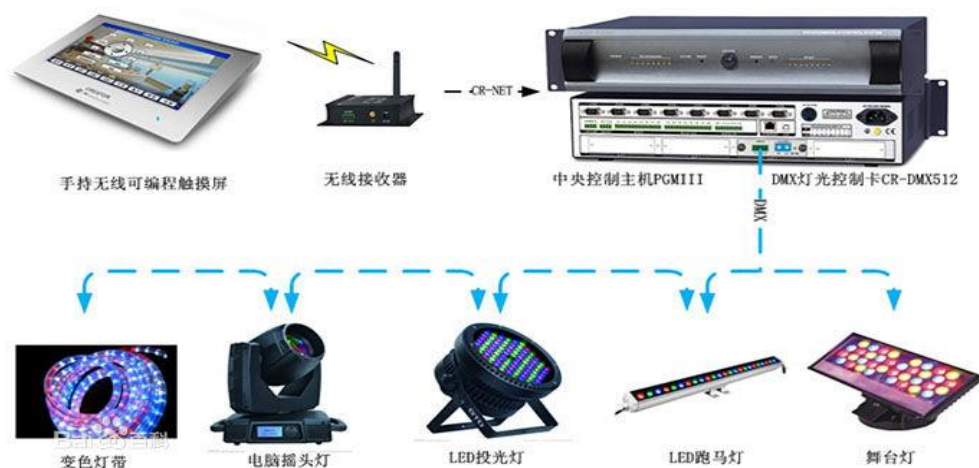 CR-NET
手持无线可编程触摸屏
无线接收器
中央控制主机PGMIII
DMX灯光控制卡CR-DMX512
DMX
变色灯带
电脑摇头灯
LED投光灯
LED跑马灯
舞台灯
Bai 百科